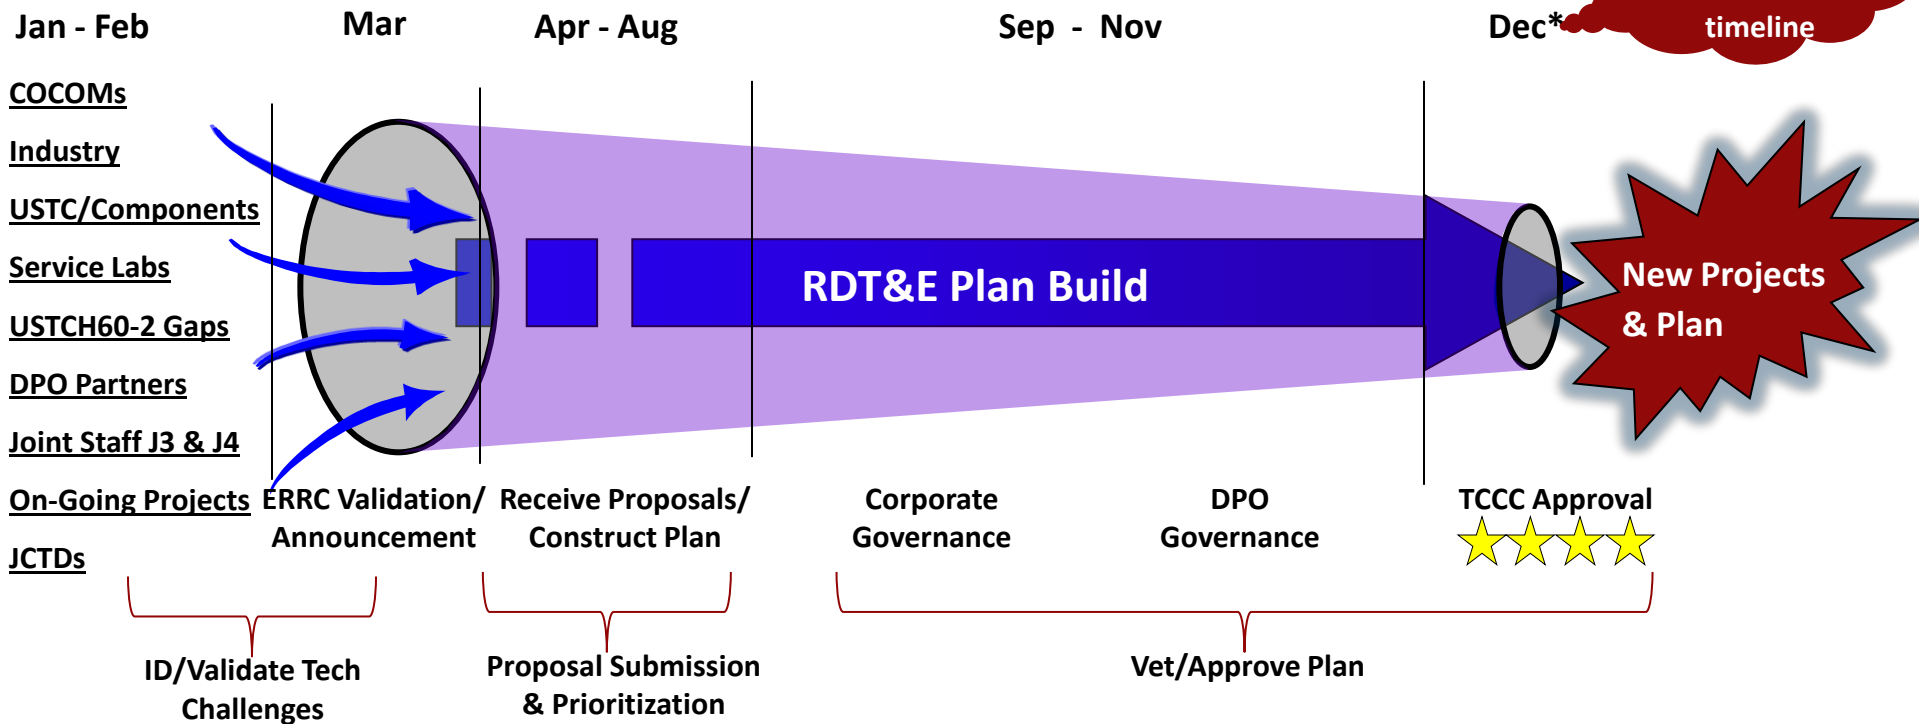 Jan - Feb
Mar
Apr - Aug
Sep - Nov
Dec*
timeline
COCOMs
Industry
USTC/Components
Service Labs
USTCH60-2 Gaps
DPO Partners
Joint Staff J3 & J4
On-Going Projects
JCTDs
RDT&E Plan Build
New Projects
& Plan
ERRC Validation/
Announcement
Receive Proposals/
Construct Plan
Corporate
Governance
DPO
Governance
TCCC Approval
ID/Validate Tech
Challenges
Proposal Submission
& Prioritization
Vet/Approve Plan